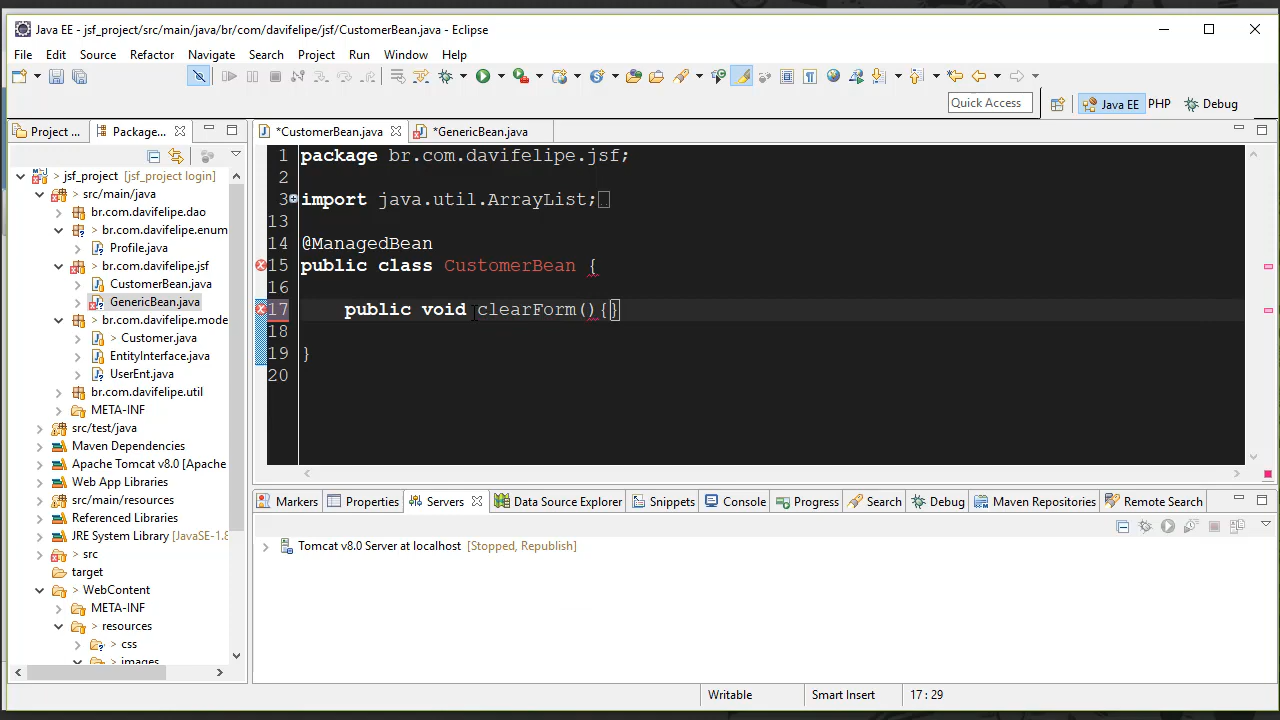 Java EE - jsf_project/src/main/java/br/com/davifelipe/jsf/CustomerBean.java - Eclipse
File Edit Source Refactor Navigate Search Project Run Window Help
Quick Access Java EE PHP Debug
Project ... Package... *CustomerBean.java *GenericBean.java
> jsf_project [jsf_project login]
> src/main/java
br.com.davifelipe.dao
> br.com.davifelipe.enum
Profile.java
> br.com.davifelipe.jsf
CustomerBean.java
GenericBean.java
> br.com.davifelipe.mode
> Customer.java
EntityInterface.java
UserEnt.java
br.com.davifelipe.util
META-INF
src/test/java
Maven Dependencies
Apache Tomcat v8.0 [Apache
Web App Libraries
src/main/resources
Referenced Libraries
JRE System Library [JavaSE-1.8
> src
target
> WebContent
META-INF
> resources
> css
> images
1 package br.com.davifelipe.jsf;
2
3 import java.util.ArrayList;
13
14 @ManagedBean
15 public class CustomerBean {
16
17 public void clearForm(){}
18
19 }
20
Markers Properties Servers Data Source Explorer Snippets Console Progress Search Debug Maven Repositories Remote Search
Tomcat v8.0 Server at localhost [Stopped, Republish]
Writable Smart Insert 17 : 29